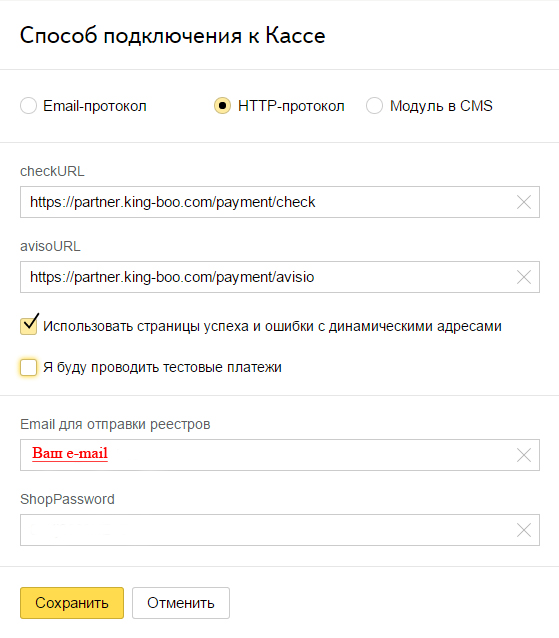 Способ подключения к Кассе
Email-протокол HTTP-протокол Модуль в CMS
checkURL
https://partner.king-boo.com/payment/check
avisoURL
https://partner.king-boo.com/payment/avisio
Использовать страницы успеха и ошибки с динамическими адресами
Я буду проводить тестовые платежи
Email для отправки реестров
Ваш e-mail
ShopPassword
Сохранить Отменить